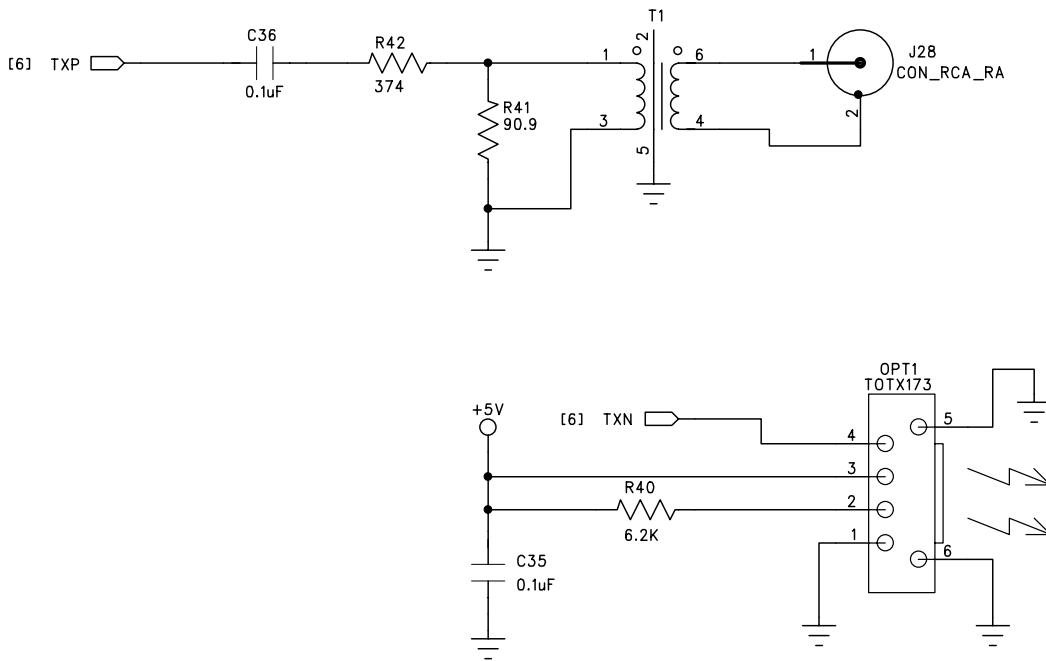 T1
C36
R42
[6] TXP
0.1uF
374
R41
90.9
1
2
6
3
5
4
1
2
J28
CON_RCA_RA
OPT1
TOTX173
+5V
[6] TXN
4
5
3
R40
2
6.2K
1
6
C35
0.1uF